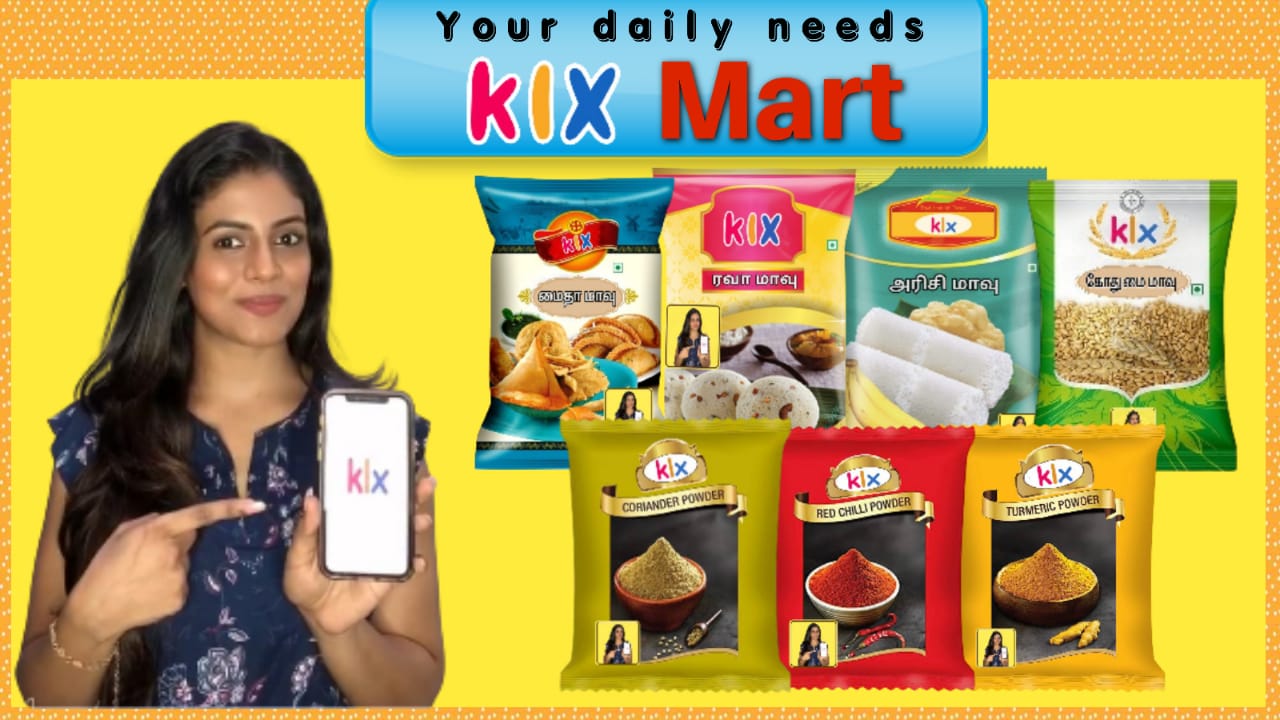 Your daily needs
klx Mart
klx
மைதா மாவு
klx
ரவா மாவு
klx
அரிசி மாவு
klx
கோதுமை மாவு
klx
klx
CORIANDER POWDER
klx
RED CHILLI POWDER
klx
TURMERIC POWDER